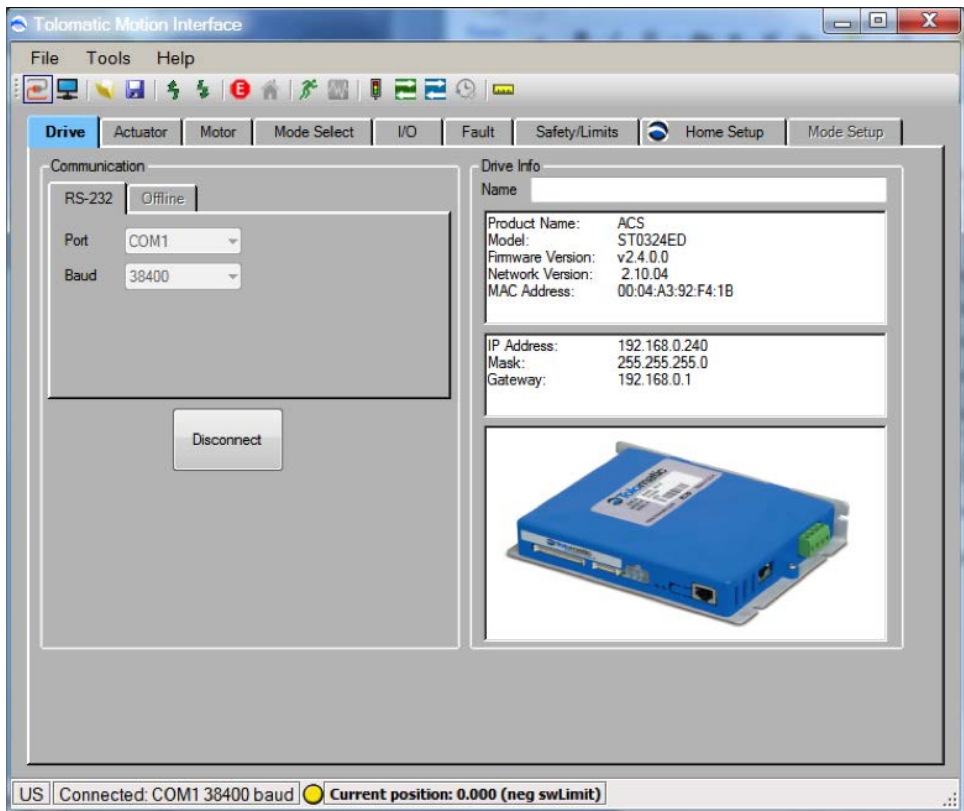 Tolomatic Motion Interface
File Tools Help
Drive Actuator Motor Mode Select I/O Fault Safety/Limits Home Setup Mode Setup
Communication
RS-232 Offline
Port COM1
Baud 38400
Disconnect
Drive Info
Name
Product Name: ACS
Model: ST0324ED
Firmware Version: v2.4.0.0
Network Version: 2.10.04
MAC Address: 00:04:A3:92:F4:1B
IP Address: 192.168.0.240
Mask: 255.255.255.0
Gateway: 192.168.0.1
Tolomatic
US Connected: COM1 38400 baud Current position: 0.000 (neg swLimit)